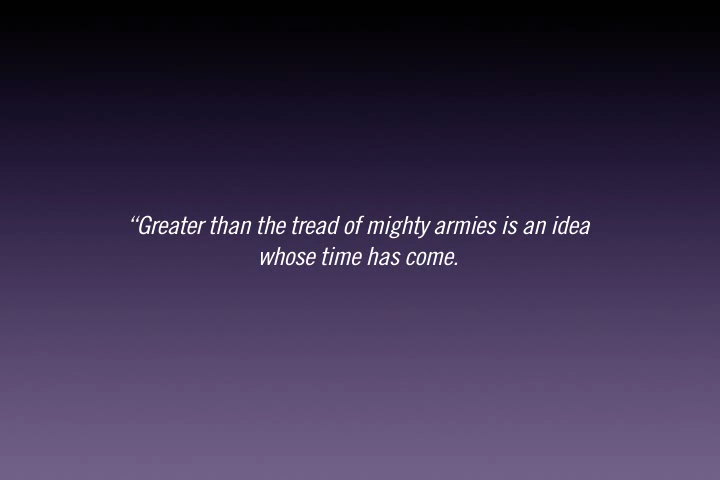 “Greater than the tread of mighty armies is an idea
whose time has come.